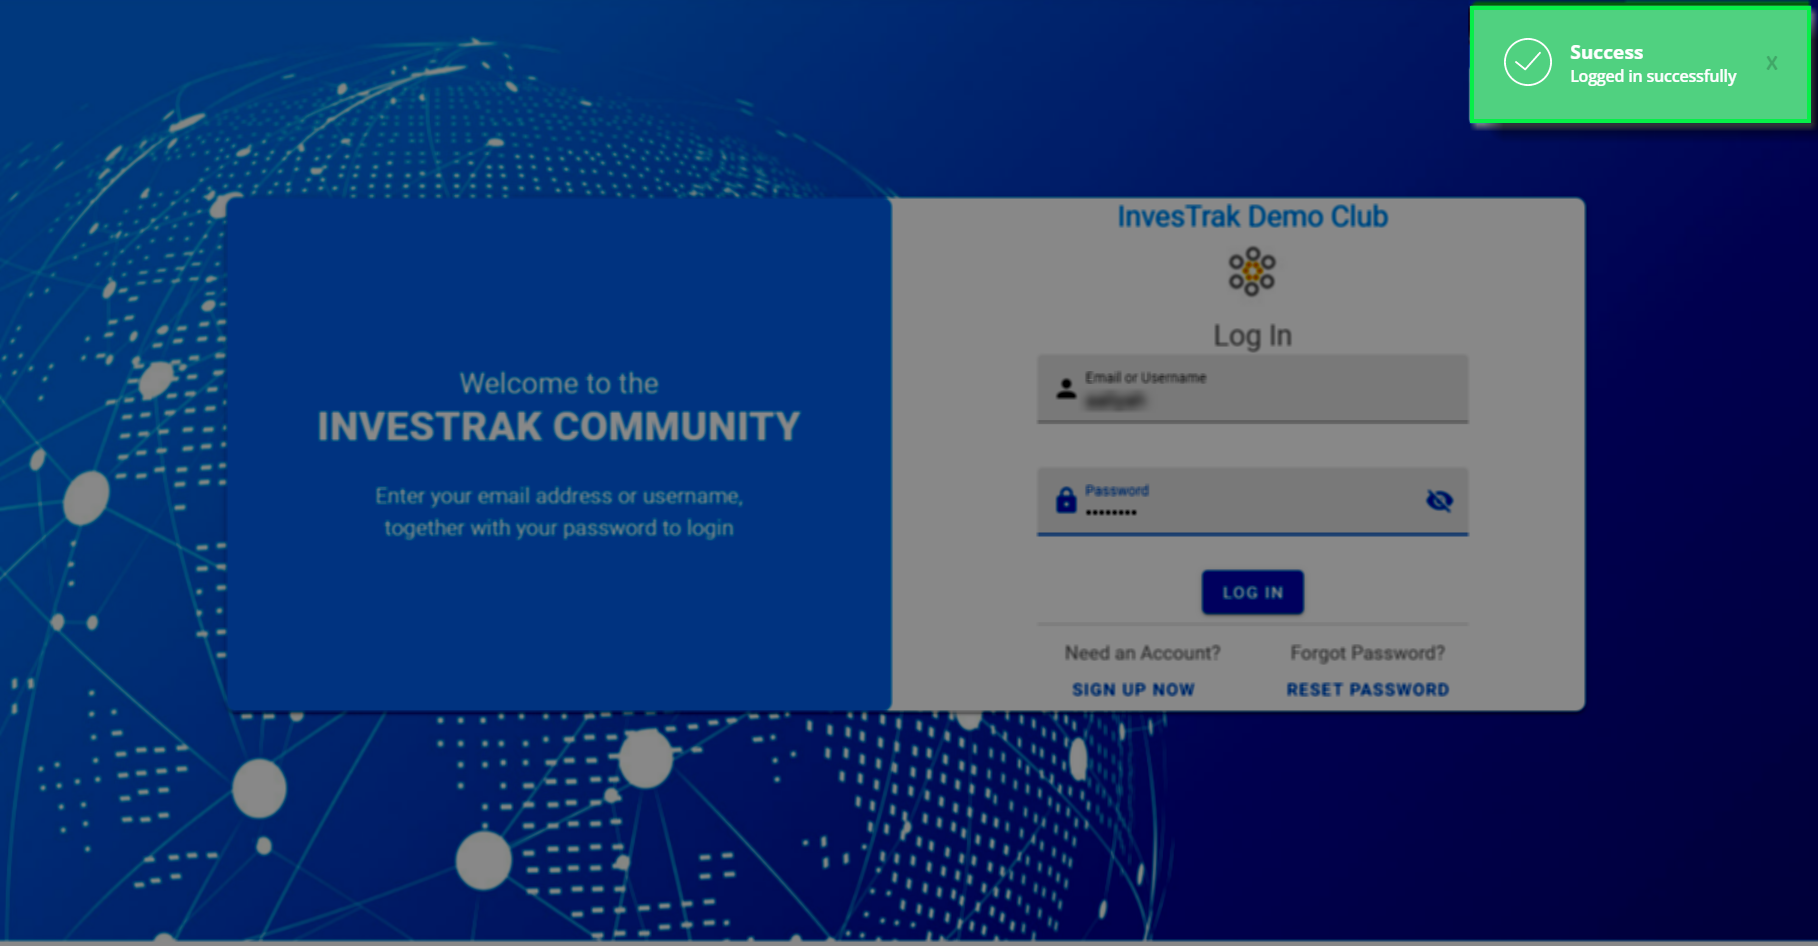 Success
Logged in successfully
X
InvesTrak Demo Club
Log In
Welcome to the
INVESTRAK COMMUNITY
Enter your email address or username,
together with your password to login
Email or Username
Password
••••••••
LOG IN
Need an Account?
Forgot Password?
SIGN UP NOW
RESET PASSWORD